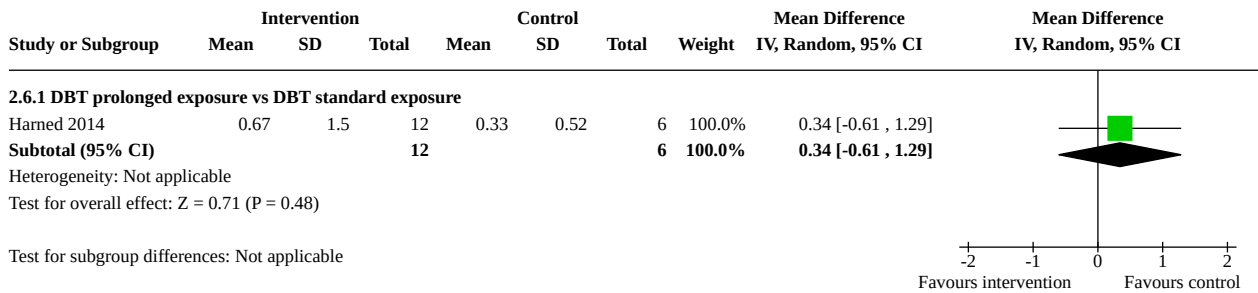 Intervention Control Mean Difference Mean Difference
Study or Subgroup Mean SD Total Mean SD Total Weight IV, Random, 95% CI IV, Random, 95% CI
2.6.1 DBT prolonged exposure vs DBT standard exposure
Harned 2014 0.67 1.5 12 0.33 0.52 6 100.0% 0.34 [-0.61 , 1.29]
Subtotal (95% CI) 12 6 100.0% 0.34 [-0.61 , 1.29]
Heterogeneity: Not applicable
Test for overall effect: Z = 0.71 (P = 0.48)
Test for subgroup differences: Not applicable
-2 -1 0 1 2
Favours intervention Favours control